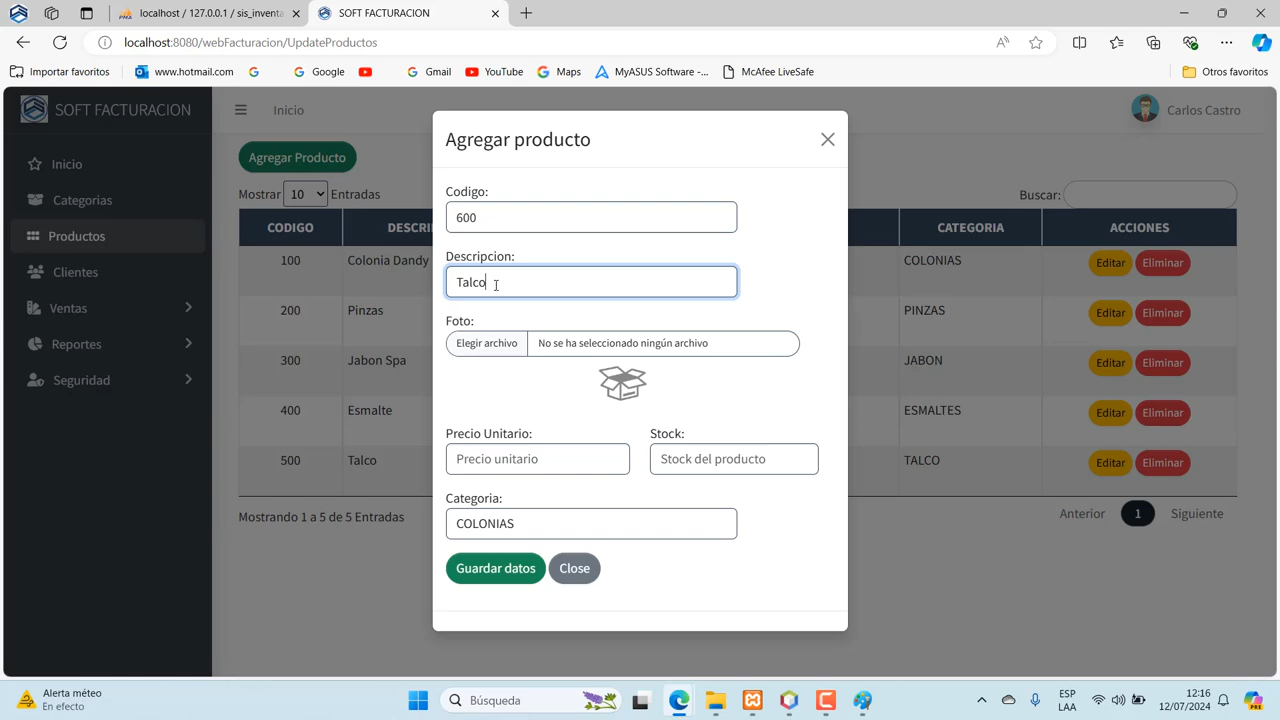 localhost / 127.0.0.1 / sis_inventa
SOFT FACTURACION
localhost:8080/webFacturacion/UpdateProductos
Importar favoritos
www.hotmail.com
Google
Gmail
YouTube
Maps
MyASUS Software -...
McAfee LiveSafe
Otros favoritos
SOFT FACTURACION
Inicio
Carlos Castro
Inicio
Categorias
Productos
Clientes
Ventas
Reportes
Seguridad
Agregar Producto
Mostrar 10 Entradas
Buscar:
CODIGO DESCRI CATEGORIA ACCIONES
100 Colonia Dandy COLONIAS Editar Eliminar
200 Pinzas PINZAS Editar Eliminar
300 Jabon Spa JABON Editar Eliminar
400 Esmalte ESMALTES Editar Eliminar
500 Talco TALCO Editar Eliminar
Mostrando 1 a 5 de 5 Entradas
Anterior 1 Siguiente
Agregar producto
Codigo:
600
Descripcion:
Talco
Foto:
Elegir archivo No se ha seleccionado ningún archivo
Precio Unitario: Stock:
Precio unitario Stock del producto
Categoria:
COLONIAS
Guardar datos Close
Alerta méteo
En efecto
Búsqueda
ESP
LAA
12:16
12/07/2024